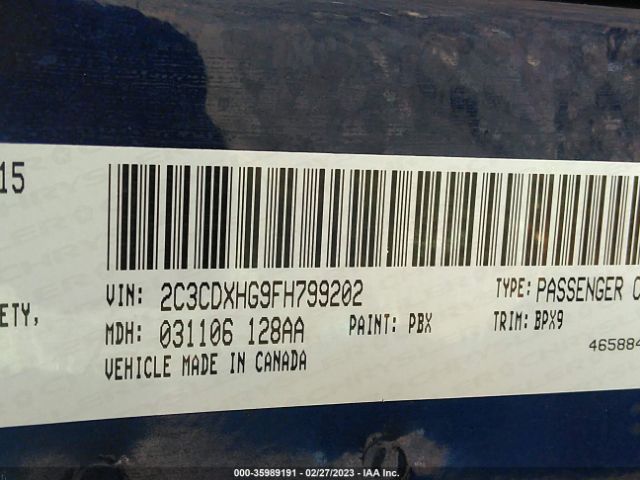 15
VIN: 2C3CDXHG9FH799202
TYPE: PASSENGER C
ETY,
MDH: 031106 128AA
PAINT: PBX
TRIM: BPX9
VEHICLE MADE IN CANADA
465884
000-35989191 - 02/27/2023 - IAA Inc.